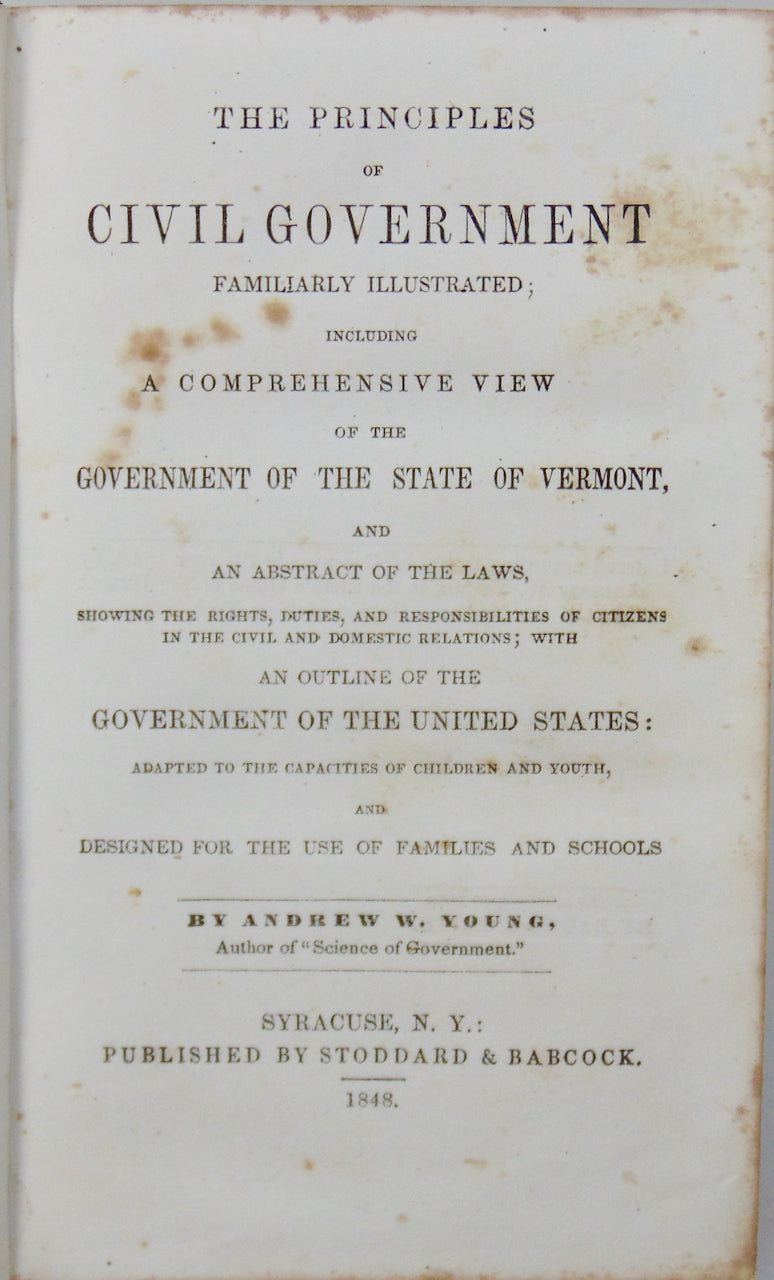 THE PRINCIPLES
OF
CIVIL GOVERNMENT
FAMILIARLY ILLUSTRATED;
INCLUDING
A COMPREHENSIVE VIEW
OF THE
GOVERNMENT OF THE STATE OF VERMONT,
AND
AN ABSTRACT OF THE LAWS,
SHOWING THE RIGHTS, DUTIES, AND RESPONSIBILITIES OF CITIZENS
IN THE CIVIL AND DOMESTIC RELATIONS; WITH
AN OUTLINE OF THE
GOVERNMENT OF THE UNITED STATES:
ADAPTED TO THE CAPACITIES OF CHILDREN AND YOUTH,
AND
DESIGNED FOR THE USE OF FAMILIES AND SCHOOLS
BY ANDREW W. YOUNG,
Author of "Science of Government."
SYRACUSE, N. Y.:
PUBLISHED BY STODDARD & BABCOCK.
1848.